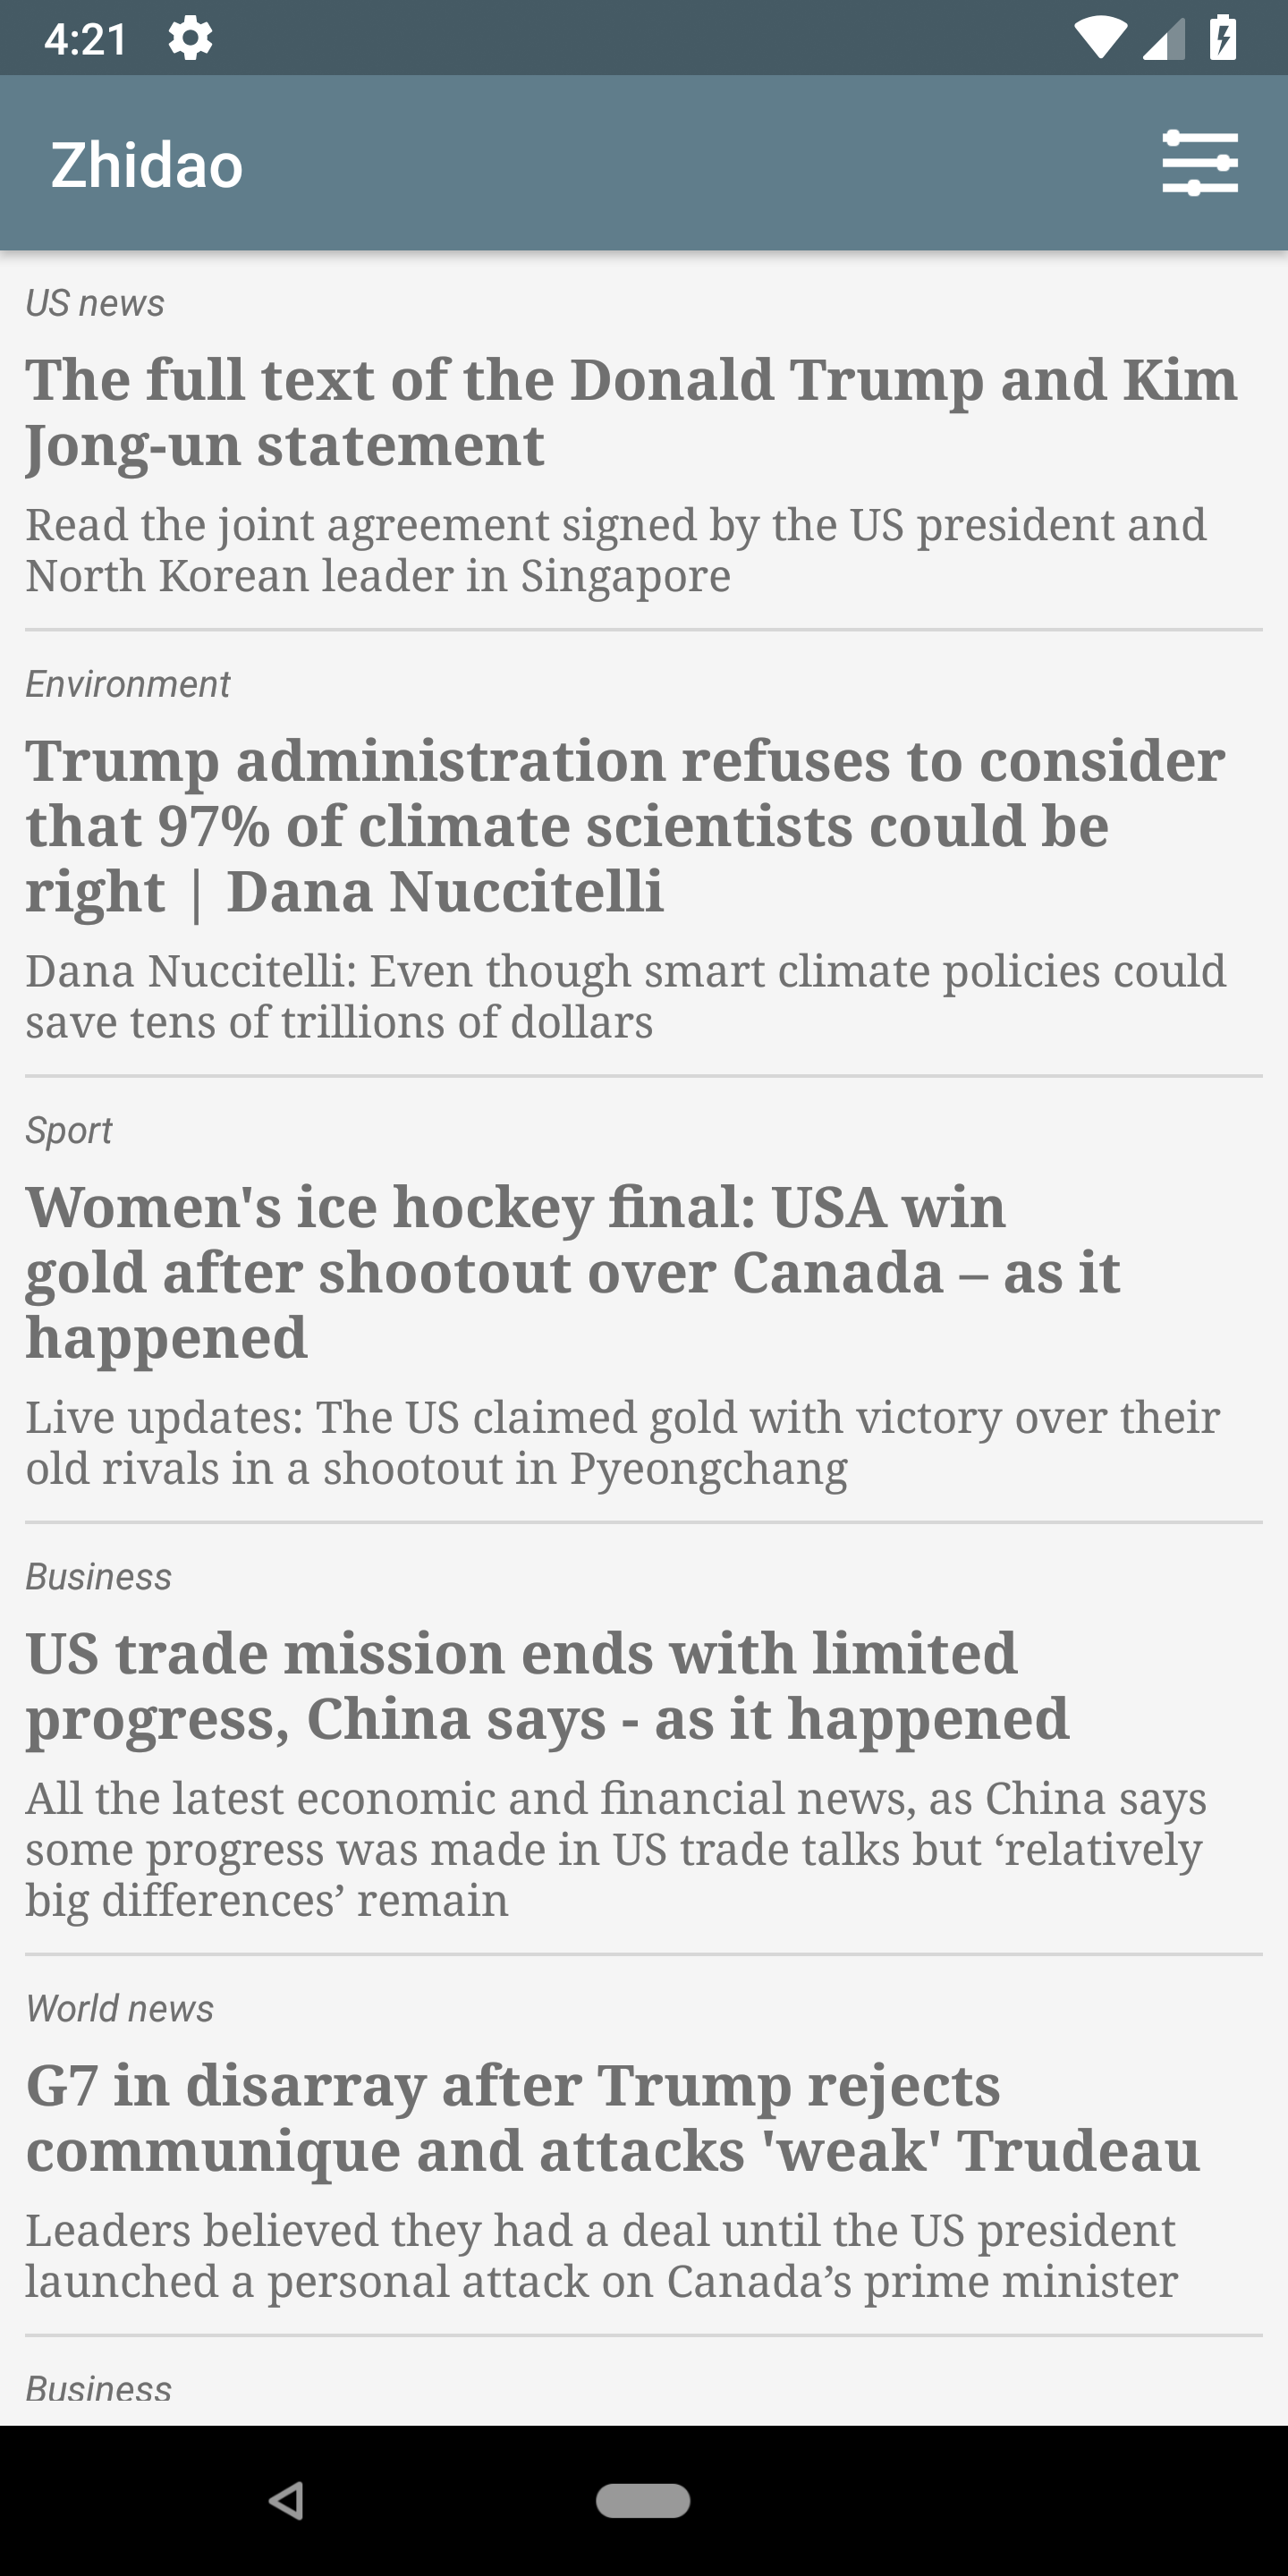 4:21
Zhidao
US news
The full text of the Donald Trump and Kim
Jong-un statement
Read the joint agreement signed by the US president and
North Korean leader in Singapore
Environment
Trump administration refuses to consider
that 97% of climate scientists could be
right | Dana Nuccitelli
Dana Nuccitelli: Even though smart climate policies could
save tens of trillions of dollars
Sport
Women's ice hockey final: USA win
gold after shootout over Canada – as it
happened
Live updates: The US claimed gold with victory over their
old rivals in a shootout in Pyeongchang
Business
US trade mission ends with limited
progress, China says - as it happened
All the latest economic and financial news, as China says
some progress was made in US trade talks but ‘relatively
big differences’ remain
World news
G7 in disarray after Trump rejects
communique and attacks 'weak' Trudeau
Leaders believed they had a deal until the US president
launched a personal attack on Canada’s prime minister
Business